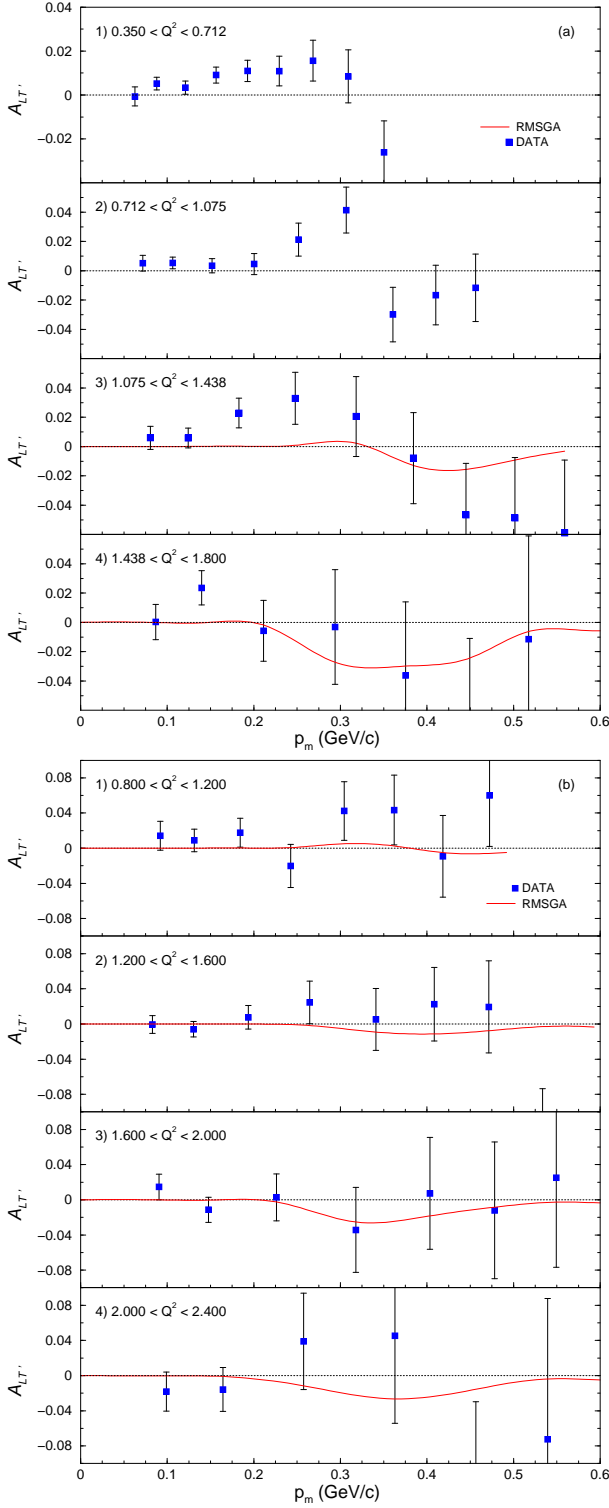 1) 0.350 < Q² < 0.712
(a)
0.04
0.02
0
−0.02
A_LT′
RMSGA
DATA
2) 0.712 < Q² < 1.075
0.04
0.02
0
−0.02
−0.04
A_LT′
3) 1.075 < Q² < 1.438
0.04
0.02
0
−0.02
−0.04
A_LT′
4) 1.438 < Q² < 1.800
0.04
0.02
0
−0.02
−0.04
A_LT′
0 0.1 0.2 0.3 0.4 0.5 0.6
p_m (GeV/c)
1) 0.800 < Q² < 1.200
(b)
0.08
0.04
0
−0.04
−0.08
A_LT′
DATA
RMSGA
2) 1.200 < Q² < 1.600
0.08
0.04
0
−0.04
−0.08
A_LT′
3) 1.600 < Q² < 2.000
0.08
0.04
0
−0.04
−0.08
A_LT′
4) 2.000 < Q² < 2.400
0.08
0.04
0
−0.04
−0.08
A_LT′
0 0.1 0.2 0.3 0.4 0.5 0.6
p_m (GeV/c)